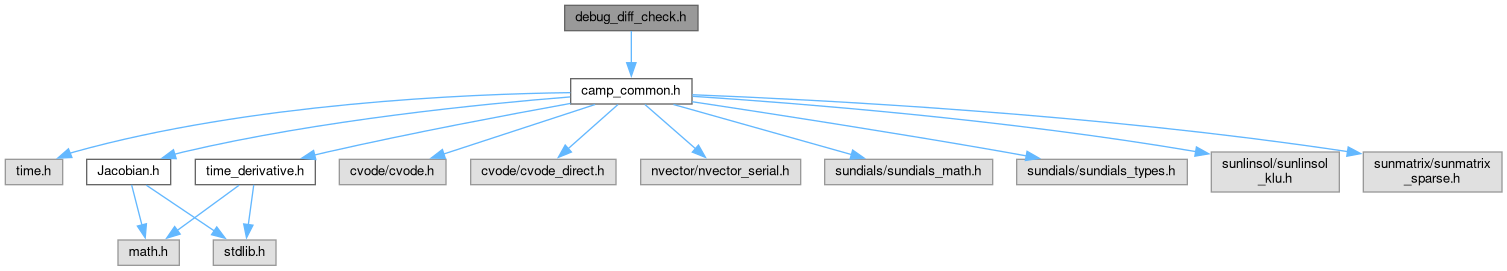 debug_diff_check.h
camp_common.h
time.h
Jacobian.h
time_derivative.h
cvode/cvode.h
cvode/cvode_direct.h
nvector/nvector_serial.h
sundials/sundials_math.h
sundials/sundials_types.h
sunlinsol/sunlinsol
_klu.h
sunmatrix/sunmatrix
_sparse.h
math.h
stdlib.h